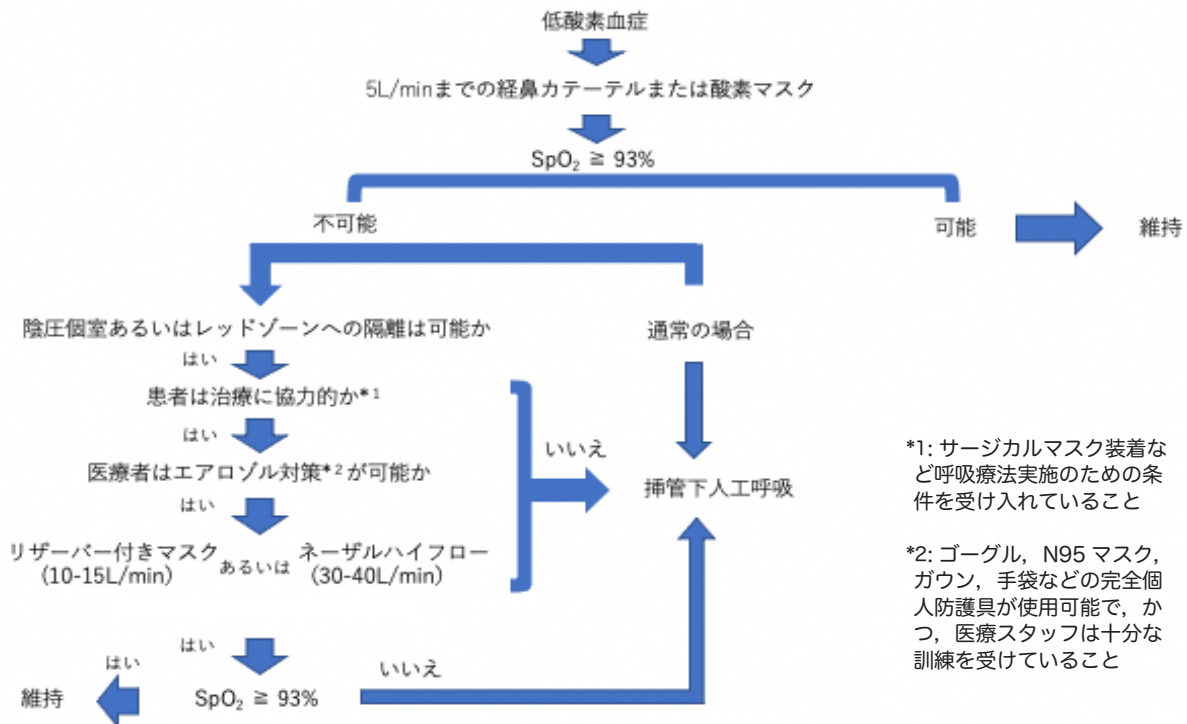 低酸素血症
5L/minまでの経鼻カテーテルまたは酸素マスク
SpO₂ ≧ 93%
不可能
可能
維持
陰圧個室あるいはレッドゾーンへの隔離は可能か
通常の場合
はい
患者は治療に協力的か*1
はい
いいえ
医療者はエアロゾル対策*2が可能か
挿管下人工呼吸
はい
リザーバー付きマスク
(10-15L/min)
あるいは
ネーザルハイフロー
(30-40L/min)
はい
はい
いいえ
維持
SpO₂ ≧ 93%
*1: サージカルマスク装着な
ど呼吸療法実施のための条
件を受け入れていること
*2: ゴーグル，N95 マスク，
ガウン，手袋などの完全個
人防護具が使用可能で，か
つ，医療スタッフは十分な
訓練を受けていること